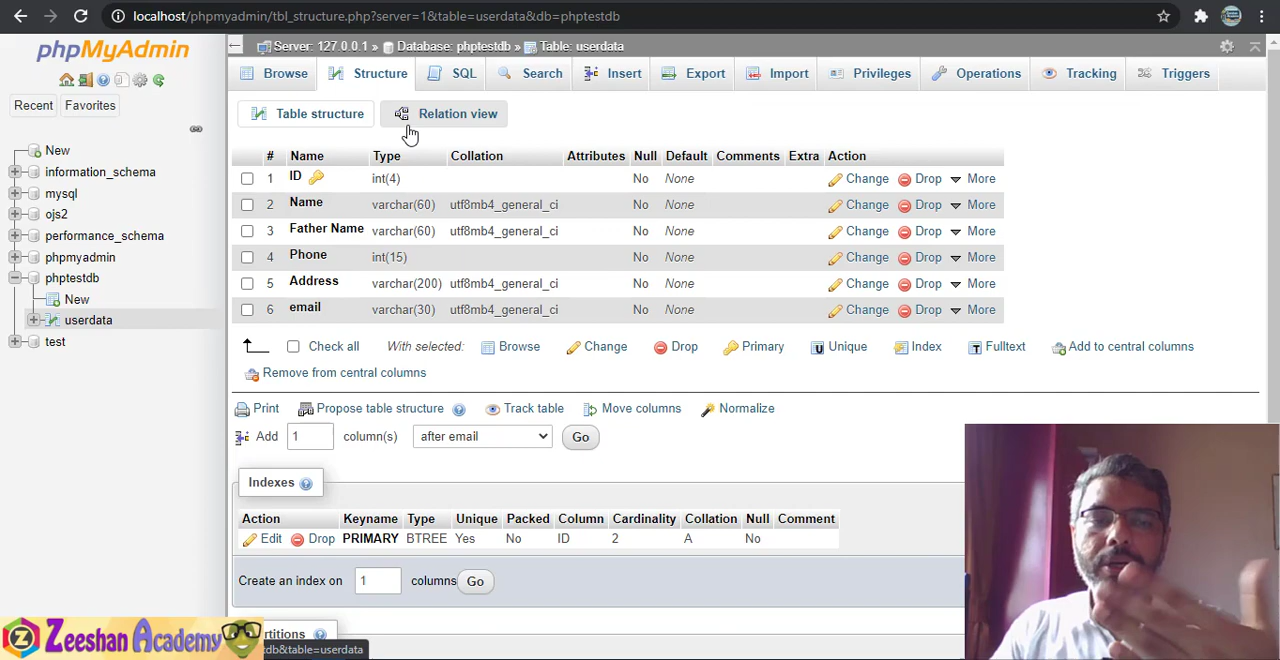 localhost/phpmyadmin/tbl_structure.php?server=1&table=userdata&db=phptestdb
phpMyAdmin
Server: 127.0.0.1 » Database: phptestdb » Table: userdata
Browse Structure SQL Search Insert Export Import Privileges Operations Tracking Triggers
Recent Favorites
New
information_schema
mysql
ojs2
performance_schema
phpmyadmin
phptestdb
New
userdata
test
Table structure Relation view
# Name Type Collation Attributes Null Default Comments Extra Action
1 ID int(4) No None Change Drop More
2 Name varchar(60) utf8mb4_general_ci No None Change Drop More
3 Father Name varchar(60) utf8mb4_general_ci No None Change Drop More
4 Phone int(15) No None Change Drop More
5 Address varchar(200) utf8mb4_general_ci No None Change Drop More
6 email varchar(30) utf8mb4_general_ci No None Change Drop More
Check all With selected: Browse Change Drop Primary Unique Index Fulltext Add to central columns
Remove from central columns
Print Propose table structure Track table Move columns Normalize
Add 1 column(s) after email Go
Indexes
Action Keyname Type Unique Packed Column Cardinality Collation Null Comment
Edit Drop PRIMARY BTREE Yes No ID 2 A No
Create an index on 1 columns Go
Zeeshan Academy
db&table=userdata